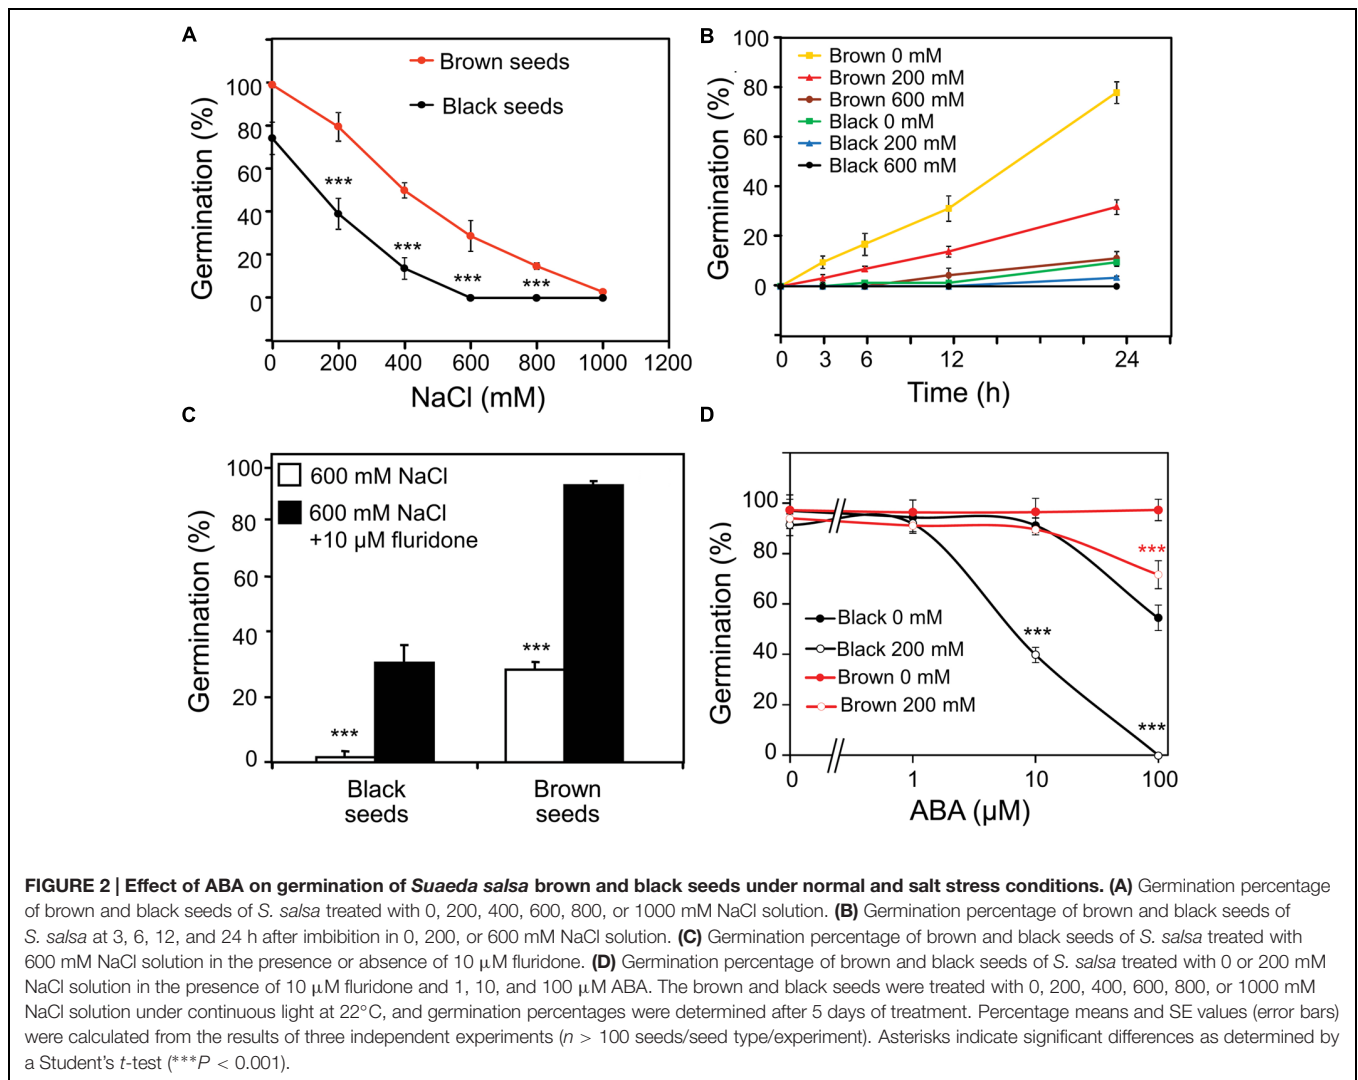 A
Germination (%)
100
80
60
40
20
0
Brown seeds
Black seeds
***
***
***
***
0 200 400 600 800 1000 1200
NaCl (mM)
B
Germination (%)
100
80
60
40
20
0
Brown 0 mM
Brown 200 mM
Brown 600 mM
Black 0 mM
Black 200 mM
Black 600 mM
0 3 6 12 24
Time (h)
C
Germination (%)
100
80
60
40
20
0
600 mM NaCl
600 mM NaCl
+10 µM fluridone
***
***
Black
seeds
Brown
seeds
D
Germination (%)
100
80
60
40
20
0
***
***
***
Black 0 mM
Black 200 mM
Brown 0 mM
Brown 200 mM
0 1 10 100
ABA (µM)
FIGURE 2 | Effect of ABA on germination of Suaeda salsa brown and black seeds under normal and salt stress conditions. (A) Germination percentage
of brown and black seeds of S. salsa treated with 0, 200, 400, 600, 800, or 1000 mM NaCl solution. (B) Germination percentage of brown and black seeds of
S. salsa at 3, 6, 12, and 24 h after imbibition in 0, 200, or 600 mM NaCl solution. (C) Germination percentage of brown and black seeds of S. salsa treated with
600 mM NaCl solution in the presence or absence of 10 µM fluridone. (D) Germination percentage of brown and black seeds of S. salsa treated with 0 or 200 mM
NaCl solution in the presence of 10 µM fluridone and 1, 10, and 100 µM ABA. The brown and black seeds were treated with 0, 200, 400, 600, 800, or 1000 mM
NaCl solution under continuous light at 22°C, and germination percentages were determined after 5 days of treatment. Percentage means and SE values (error bars)
were calculated from the results of three independent experiments (n > 100 seeds/seed type/experiment). Asterisks indicate significant differences as determined by
a Student's t-test (***P < 0.001).